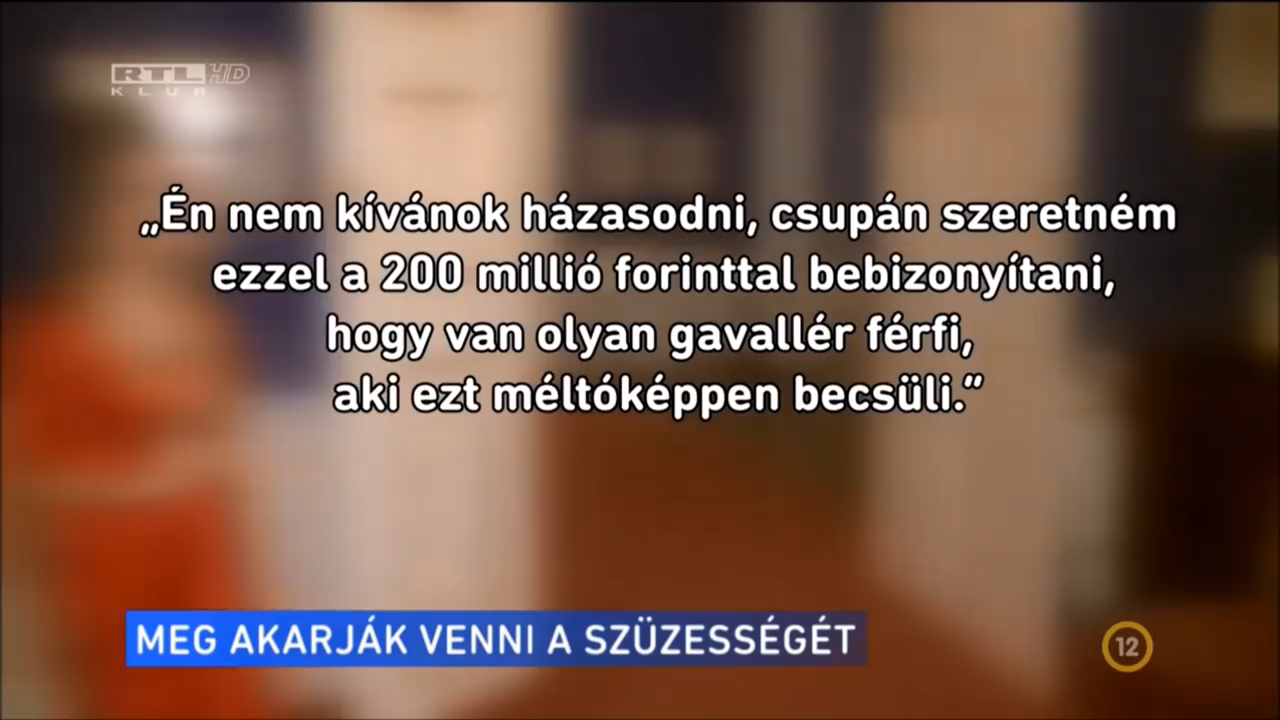 RTL HD
KLUB
„Én nem kívánok házasodni, csupán szeretném
ezzel a 200 millió forinttal bebizonyítani,
hogy van olyan gavallér férfi,
aki ezt méltóképpen becsüli.”
MEG AKARJÁK VENNI A SZÜZESSÉGÉT
12